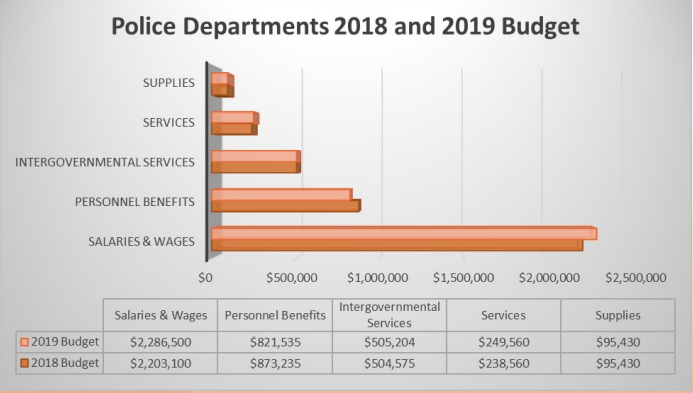 Police Departments 2018 and 2019 Budget
SUPPLIES
SERVICES
INTERGOVERNMENTAL SERVICES
PERSONNEL BENEFITS
SALARIES & WAGES
$0 $500,000 $1,000,000 $1,500,000 $2,000,000 $2,500,000
Salaries & Wages Personnel Benefits Intergovernmental Services Services Supplies
2019 Budget $2,286,500 $821,535 $505,204 $249,560 $95,430
2018 Budget $2,203,100 $873,235 $504,575 $238,560 $95,430